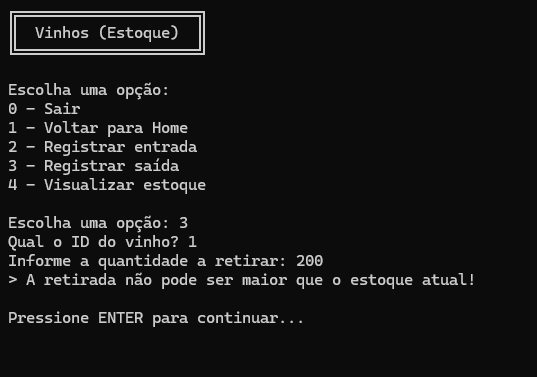 Vinhos (Estoque)
Escolha uma opção:
0 - Sair
1 - Voltar para Home
2 - Registrar entrada
3 - Registrar saída
4 - Visualizar estoque
Escolha uma opção: 3
Qual o ID do vinho? 1
Informe a quantidade a retirar: 200
> A retirada não pode ser maior que o estoque atual!
Pressione ENTER para continuar...